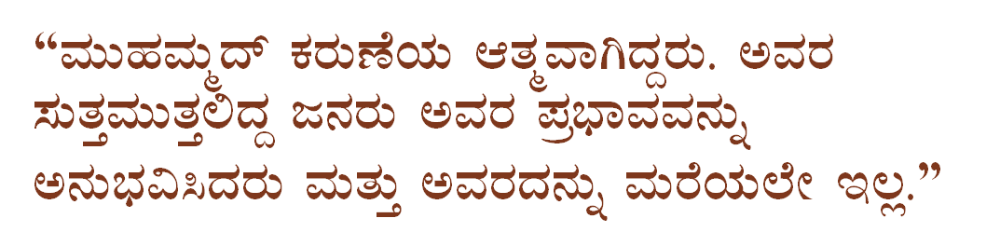 “ಮುಹಮ್ಮದ್ ಕರುಣೆಯ ಆತ್ಮವಾಗಿದ್ದರು. ಅವರ
ಸುತ್ತಮುತ್ತಲಿದ್ದ ಜನರು ಅವರ ಪ್ರಭಾವವನ್ನು
ಅನುಭವಿಸಿದರು ಮತ್ತು ಅವರದನ್ನು ಮರೆಯಲೇ ಇಲ್ಲ.”